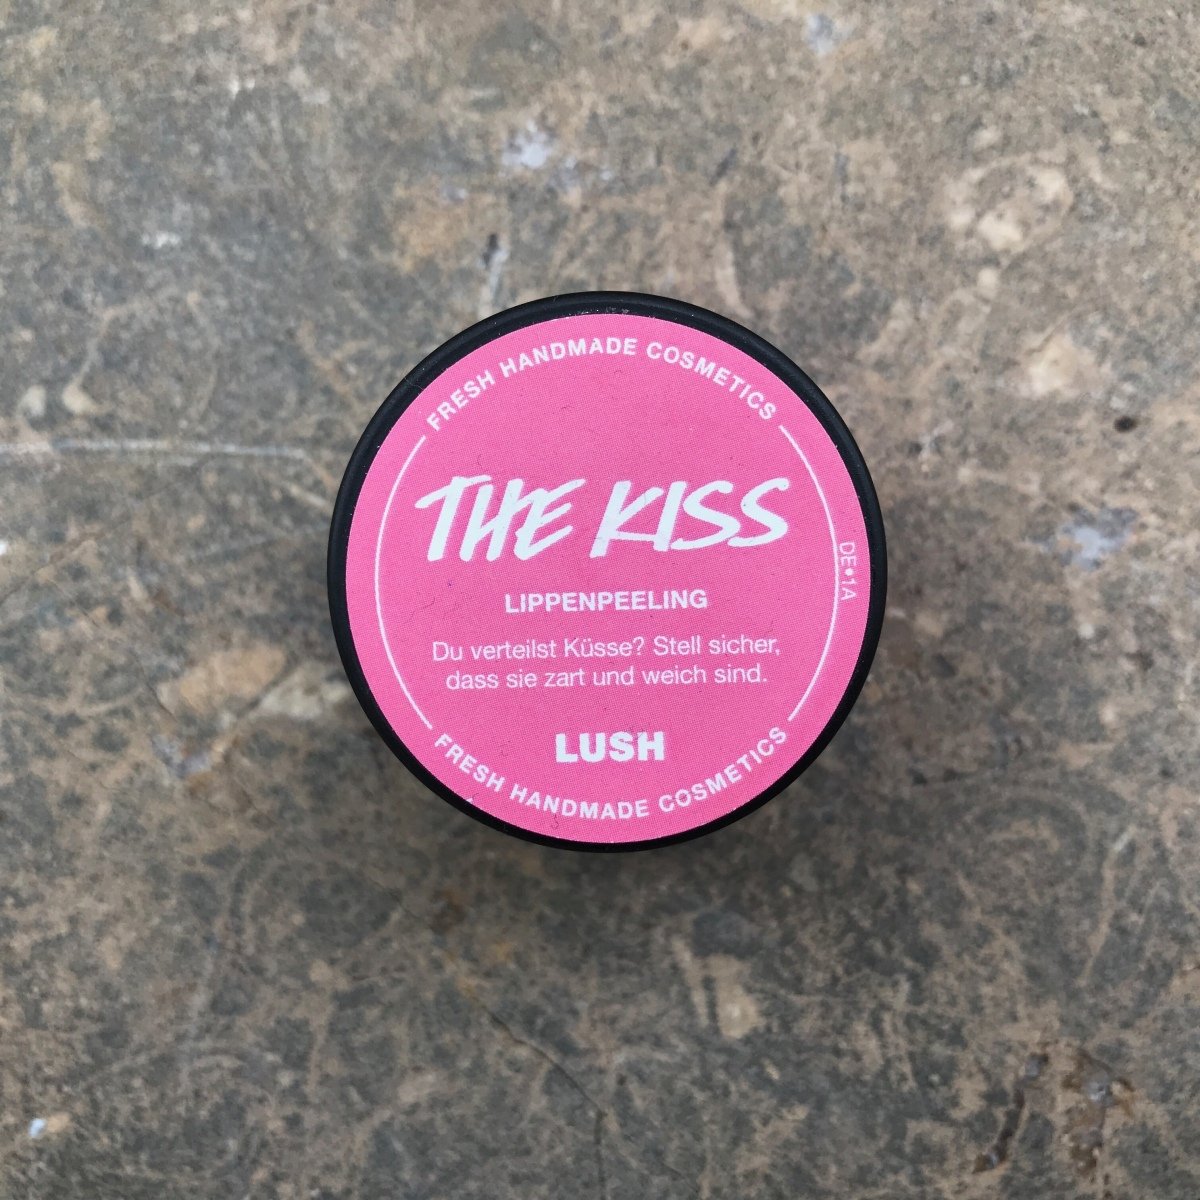 FRESH HANDMADE COSMETICS
THE KISS
LIPPENPEELING
Du verteilst Küsse? Stell sicher,
dass sie zart und weich sind.
LUSH
FRESH HANDMADE COSMETICS
DE•1A